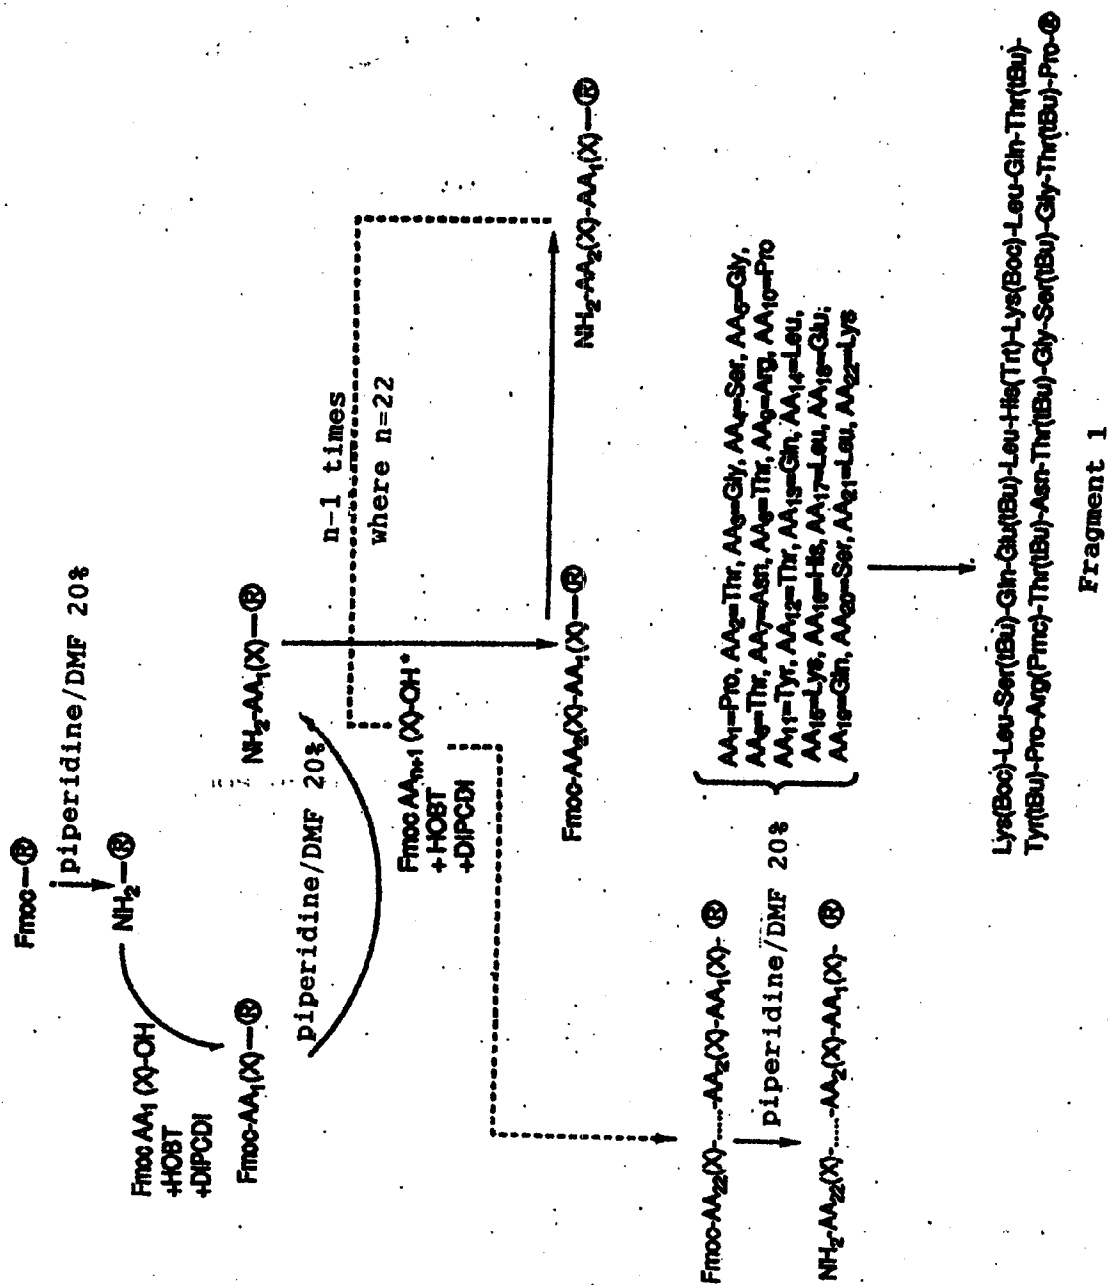 Fmoc—Ⓡ
piperidine/DMF 20%
NH₂—Ⓡ
Fmoc AA₁ (X)-OH
+HOBT
+DIPCDI
Fmoc-AA₁(X)—Ⓡ
piperidine/DMF 20%
NH₂-AA₁(X)—Ⓡ
n-1 times
where n=22
Fmoc AAₙ₊₁ (X)-OH*
+ HOBT
+DIPCDI
Fmoc-AA₂(X)-AA₁(X)—Ⓡ
NH₂-AA₂(X)-AA₁(X)—Ⓡ
Fmoc-AA₂₂(X)-.....-AA₂(X)-AA₁(X)-Ⓡ
piperidine/DMF 20%
NH₂-AA₂₂(X)-.....-AA₂(X)-AA₁(X)-Ⓡ
AA₁=Pro, AA₂=Thr, AA₃=Gly, AA₄=Ser, AA₅=Gly,
AA₆=Thr, AA₇=Asn, AA₈=Thr, AA₉=Arg, AA₁₀=Pro
AA₁₁=Tyr, AA₁₂=Thr, AA₁₃=Gln, AA₁₄=Leu,
AA₁₅=Lys, AA₁₆=His, AA₁₇=Leu, AA₁₈=Glu;
AA₁₉=Gln, AA₂₀=Ser, AA₂₁=Leu, AA₂₂=Lys
Lys(Boc)-Leu-Ser(tBu)-Gln-Glu(tBu)-Leu-His(Trt)-Lys(Boc)-Leu-Gln-Thr(tBu)-
Tyr(tBu)-Pro-Arg(Pmc)-Thr(tBu)-Asn-Thr(tBu)-Gly-Ser(tBu)-Gly-Thr(tBu)-Pro-Ⓡ
Fragment 1